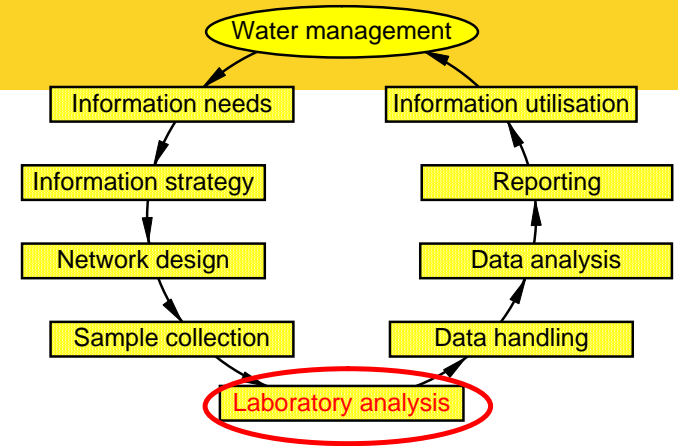 Water management
Information needs
Information utilisation
Information strategy
Reporting
Network design
Data analysis
Sample collection
Data handling
Laboratory analysis